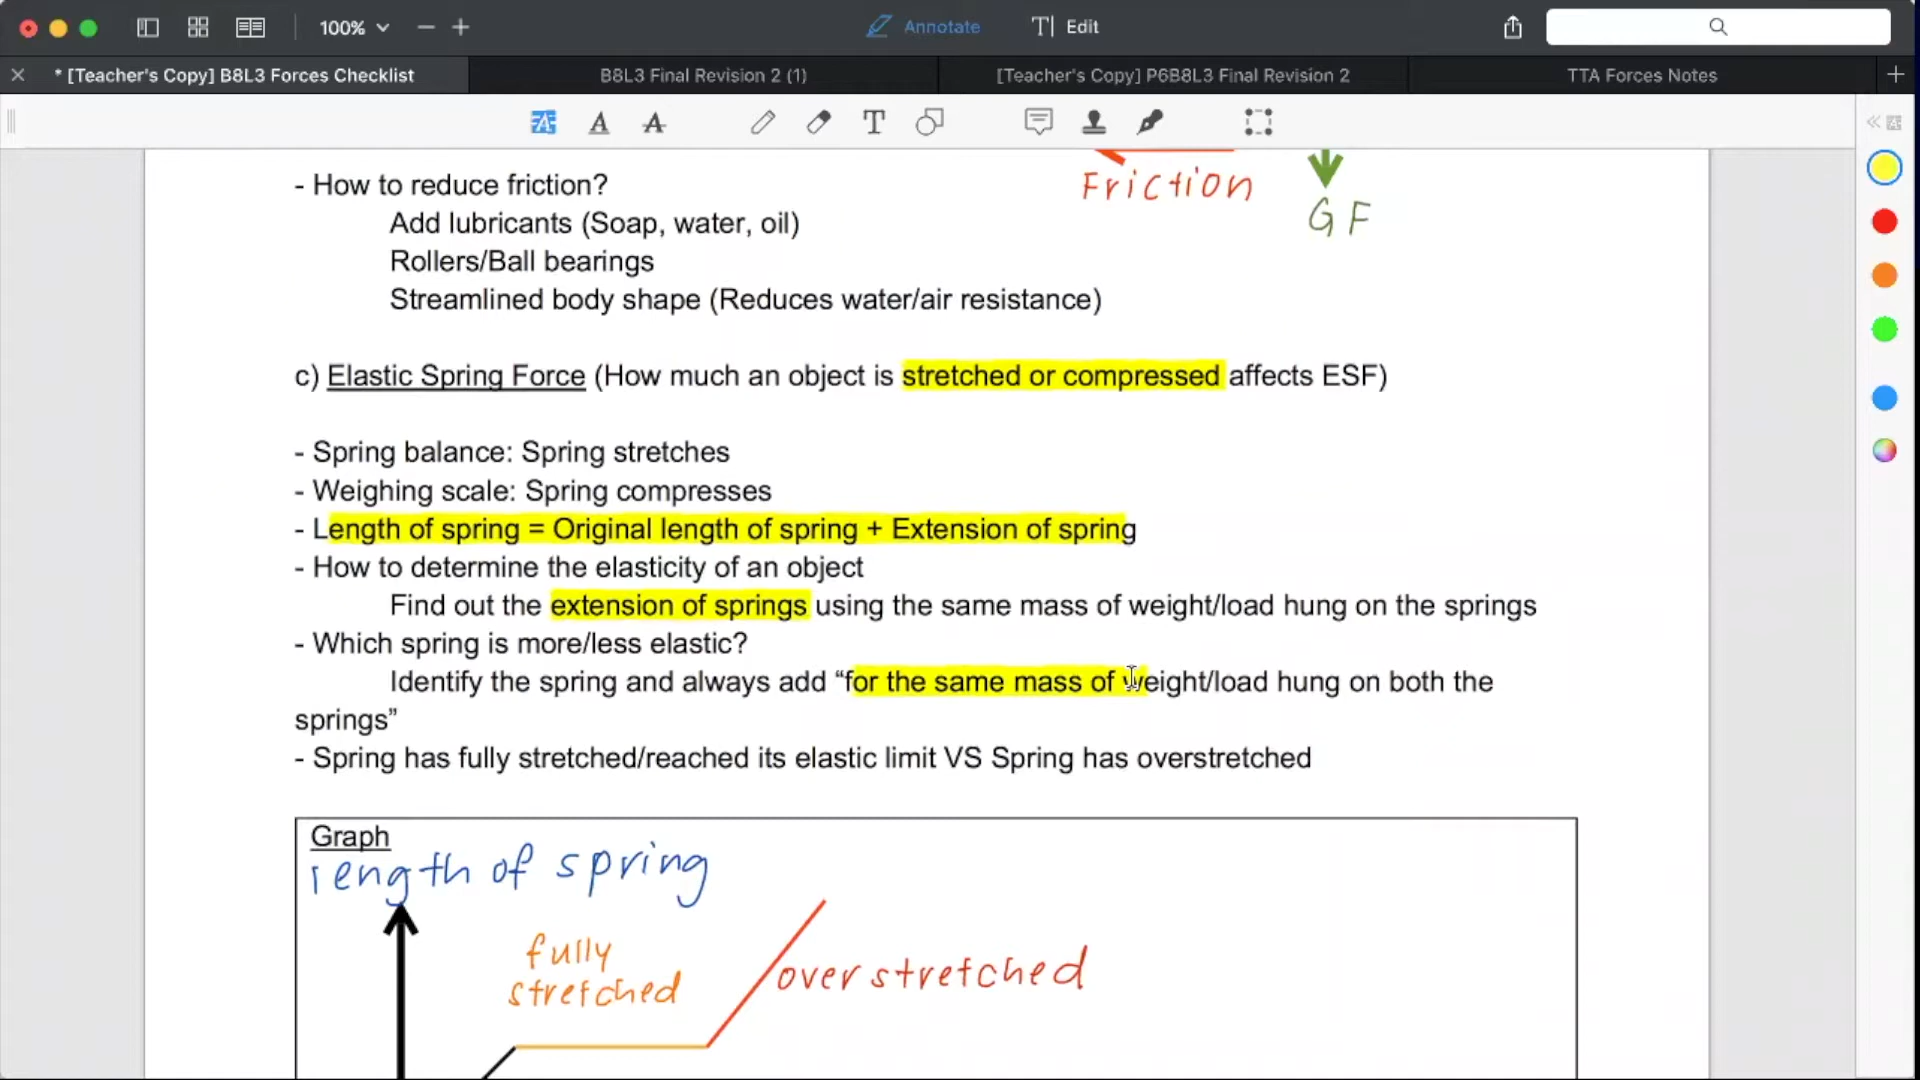 100%
Annotate
T| Edit
* [Teacher's Copy] B8L3 Forces Checklist
B8L3 Final Revision 2 (1)
[Teacher's Copy] P6B8L3 Final Revision 2
TTA Forces Notes
- How to reduce friction?
Friction
GF
Add lubricants (Soap, water, oil)
Rollers/Ball bearings
Streamlined body shape (Reduces water/air resistance)
c) Elastic Spring Force (How much an object is stretched or compressed affects ESF)
- Spring balance: Spring stretches
- Weighing scale: Spring compresses
- Length of spring = Original length of spring + Extension of spring
- How to determine the elasticity of an object
Find out the extension of springs using the same mass of weight/load hung on the springs
- Which spring is more/less elastic?
Identify the spring and always add “for the same mass of weight/load hung on both the
springs”
- Spring has fully stretched/reached its elastic limit VS Spring has overstretched
Graph
length of spring
fully
stretched
overstretched